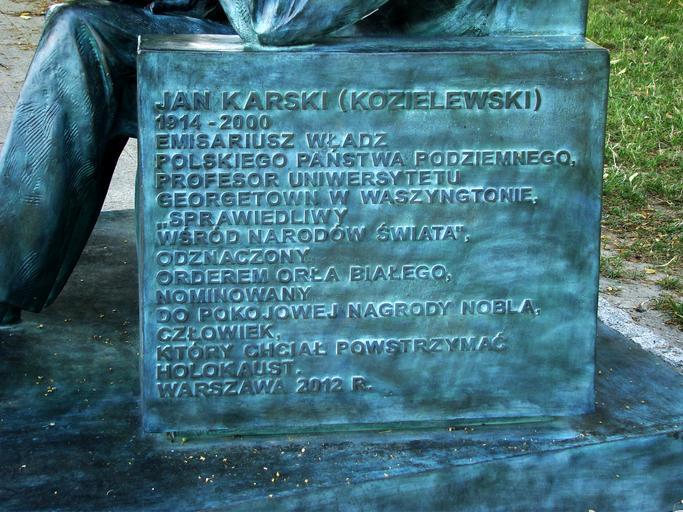 JAN KARSKI (KOZIELEWSKI)
1914 - 2000
EMISARIUSZ WŁADZ
POLSKIEGO PAŃSTWA PODZIEMNEGO,
PROFESOR UNIWERSYTETU
GEORGETOWN W WASZYNGTONIE,
„SPRAWIEDLIWY
WŚRÓD NARODÓW ŚWIATA",
ODZNACZONY
ORDEREM ORŁA BIAŁEGO,
NOMINOWANY
DO POKOJOWEJ NAGRODY NOBLA,
CZŁOWIEK,
KTÓRY CHCIAŁ POWSTRZYMAĆ
HOLOKAUST.
WARSZAWA 2012 R.